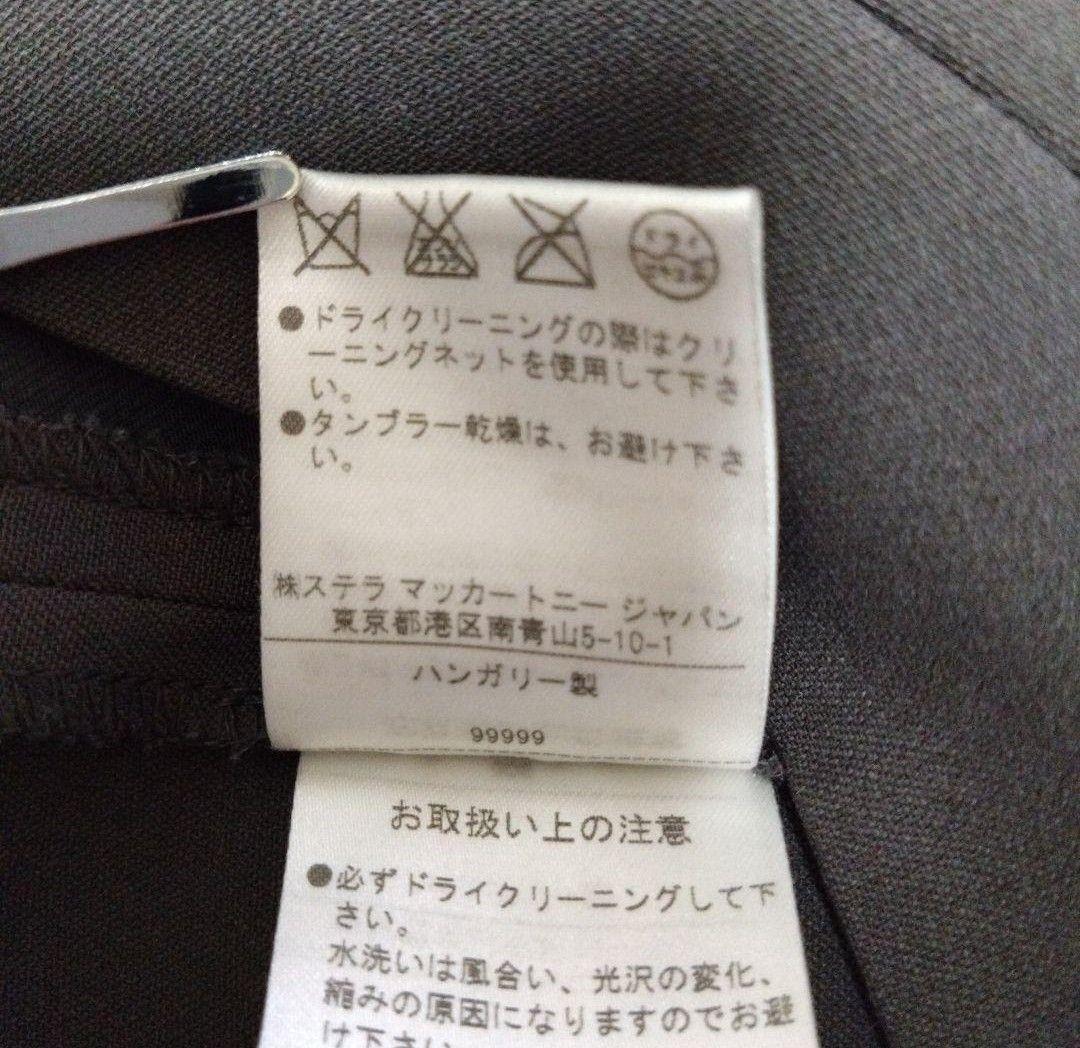 ●ドライクリーニングの際はクリ
ーニングネットを使用して下さ
い。
●タンブラー乾燥は、お避け下さ
い。
㈱ステラ マッカートニー ジャパン
東京都港区南青山5-10-1
ハンガリー製
99999
お取扱い上の注意
●必ずドライクリーニングして下
さい。
水洗いは風合い、光沢の変化、
縮みの原因になりますのでお避
け下さい。